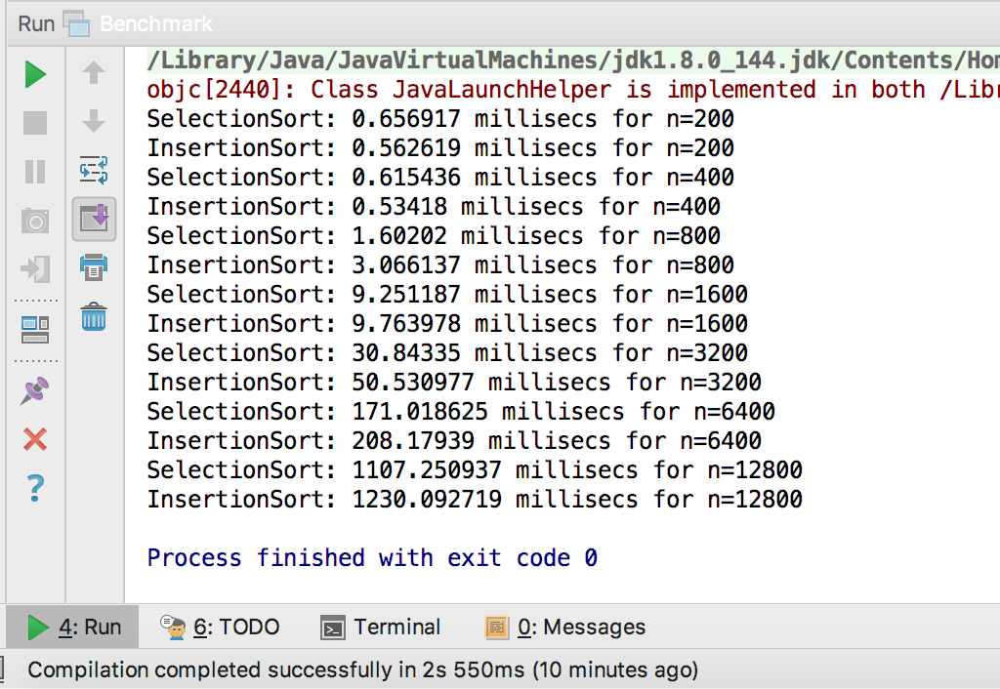 Run Benchmark
/Library/Java/JavaVirtualMachines/jdk1.8.0_144.jdk/Contents/
objc[2440]: Class JavaLaunchHelper is implemented in both
SelectionSort: 0.656917 millisecs for n=200
InsertionSort: 0.562619 millisecs for n=200
SelectionSort: 0.615436 millisecs for n=400
InsertionSort: 0.53418 millisecs for n=400
SelectionSort: 1.60202 millisecs for n=800
InsertionSort: 3.066137 millisecs for n=800
SelectionSort: 9.251187 millisecs for n=1600
InsertionSort: 9.763978 millisecs for n=1600
SelectionSort: 30.84335 millisecs for n=3200
InsertionSort: 50.530977 millisecs for n=3200
SelectionSort: 171.018625 millisecs for n=6400
InsertionSort: 208.17939 millisecs for n=6400
SelectionSort: 1107.250937 millisecs for n=12800
InsertionSort: 1230.092719 millisecs for n=12800
Process finished with exit code 0
4: Run 6: TODO Terminal 0: Messages
Compilation completed successfully in 2s 550ms (10 minutes ago)